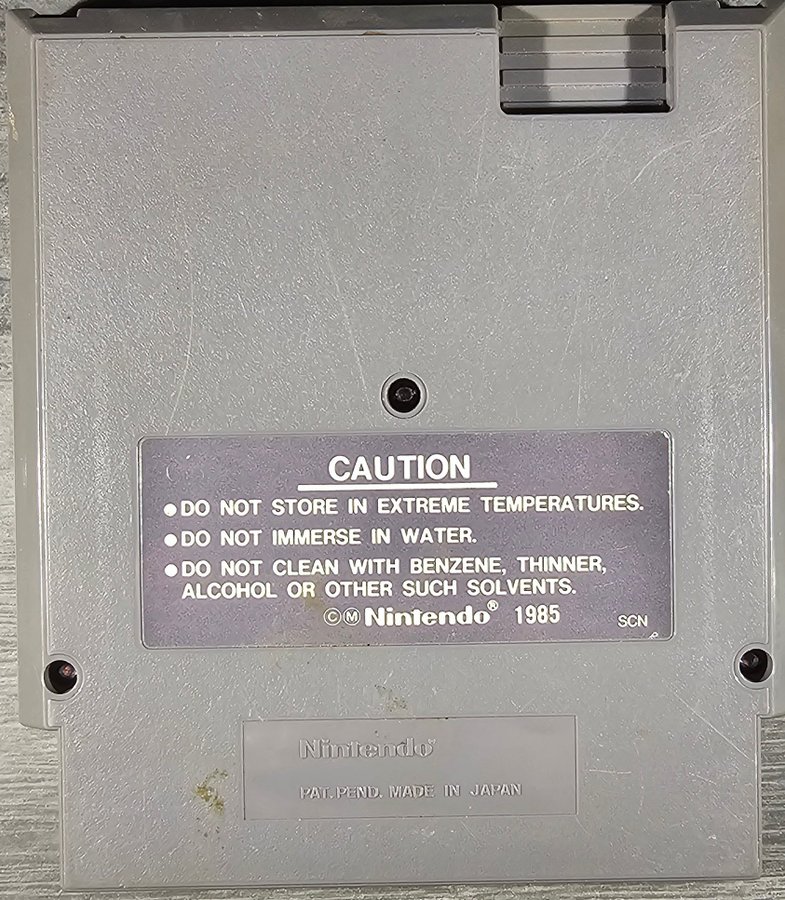 CAUTION
●DO NOT STORE IN EXTREME TEMPERATURES.
●DO NOT IMMERSE IN WATER.
●DO NOT CLEAN WITH BENZENE, THINNER,
ALCOHOL OR OTHER SUCH SOLVENTS.
ⒸⓂ Nintendo® 1985 SCN
Nintendo®
PAT. PEND. MADE IN JAPAN